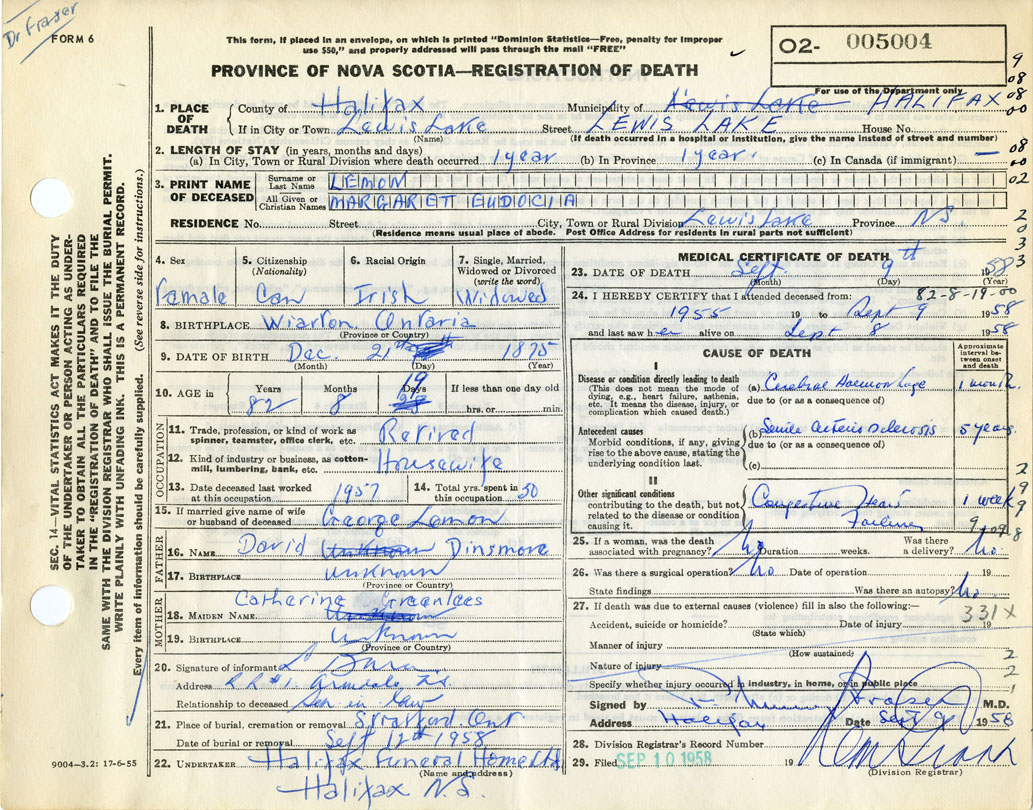 Dr Fraser
FORM 6
This form, if placed in an envelope, on which is printed "Dominion Statistics—Free, penalty for improper
use $50," and properly addressed will pass through the mail "FREE"
PROVINCE OF NOVA SCOTIA—REGISTRATION OF DEATH
02- 005004
For use of the Department only
1. PLACE OF DEATH
County of Halifax Municipality of Lewis Lake HALIFAX
If in City or Town Lewis Lake Street LEWIS LAKE House No.
(Name) (If death occurred in a hospital or institution, give the name instead of street and number)
2. LENGTH OF STAY (in years, months and days)
(a) In City, Town or Rural Division where death occurred 1 year (b) In Province 1 year. (c) In Canada (if immigrant) —
3. PRINT NAME OF DECEASED
Surname or Last Name LEMON
All Given or Christian Names MARGARETT EUDOCIA
RESIDENCE No. Street City, Town or Rural Division Lewis Lake Province N.S.
(Residence means usual place of abode. Post Office Address for residents in rural parts not sufficient)
4. Sex 5. Citizenship (Nationality) 6. Racial Origin 7. Single, Married, Widowed or Divorced (write the word)
Female Can Irish Widowed
8. BIRTHPLACE Wiarton Ontario
(Province or Country)
9. DATE OF BIRTH Dec. 21st 1875
(Month) (Day) (Year)
10. AGE in Years Months Days If less than one day old
82 8 19 hrs. or min.
OCCUPATION
11. Trade, profession, or kind of work as spinner, teamster, office clerk, etc. Retired
12. Kind of industry or business, as cotton-mill, lumbering, bank, etc. Housewife
13. Date deceased last worked at this occupation 1957 14. Total yrs. spent in this occupation 50
15. If married give name of wife or husband of deceased George Lemon
FATHER
16. NAME David Unknown Dinsmore
17. BIRTHPLACE Unknown
(Province or Country)
MOTHER
Catherine Greenlees
18. MAIDEN NAME Unknown
19. BIRTHPLACE Unknown
(Province or Country)
20. Signature of informant
Address R.R #1. Armdale N.S.
Relationship to deceased Son in law
21. Place of burial, cremation or removal Stratford Ont
Date of burial or removal Sept 12th 1958
22. UNDERTAKER Halifax Funeral Home Ltd
(Name and address)
Halifax N.S.
9004—3.2: 17-6-55
MEDICAL CERTIFICATE OF DEATH
23. DATE OF DEATH Sept. 9th 1958
(Month) (Day) (Year)
82-8-19-00
24. I HEREBY CERTIFY that I attended deceased from:
1955 19 to Sept 9 1958
and last saw her alive on Sept 8 1958
CAUSE OF DEATH
Approximate interval between onset and death
I
Disease or condition directly leading to death
(This does not mean the mode of dying, e.g., heart failure, asthenia, etc. It means the disease, injury, or complication which caused death.)
(a) Cerebral Haemorrhage 1 month
due to (or as a consequence of)
Antecedent causes
Morbid conditions, if any, giving rise to the above cause, stating the underlying condition last.
(b) Senile Arteriosclerosis 5 years
due to (or as a consequence of)
(c)
II
Other significant conditions
contributing to the death, but not related to the disease or condition causing it.
Congestive Heart Failure 1 week
25. If a woman, was the death associated with pregnancy? No Duration weeks. Was there a delivery? No.
26. Was there a surgical operation? No Date of operation 19
State findings Was there an autopsy? No.
27. If death was due to external causes (violence) fill in also the following:—
331X
Accident, suicide or homicide? Date of injury 19
(State which)
Manner of injury
(How sustained)
Nature of injury
Specify whether injury occurred in industry, in home, or in public place
Signed by Fraser M.D.
Address Halifax Date Sept 9 1958
28. Division Registrar's Record Number
29. Filed SEP 10 1958 19
(Division Registrar)
SEC. 14—VITAL STATISTICS ACT MAKES IT THE DUTY
OF THE UNDERTAKER OR PERSON ACTING AS UNDER-
TAKER TO OBTAIN ALL THE PARTICULARS REQUIRED
IN THE "REGISTRATION OF DEATH" AND TO FILE THE
SAME WITH THE DIVISION REGISTRAR WHO SHALL ISSUE THE BURIAL PERMIT.
WRITE PLAINLY WITH UNFADING INK. THIS IS A PERMANENT RECORD.
Every item of information should be carefully supplied. (See reverse side for instructions.)